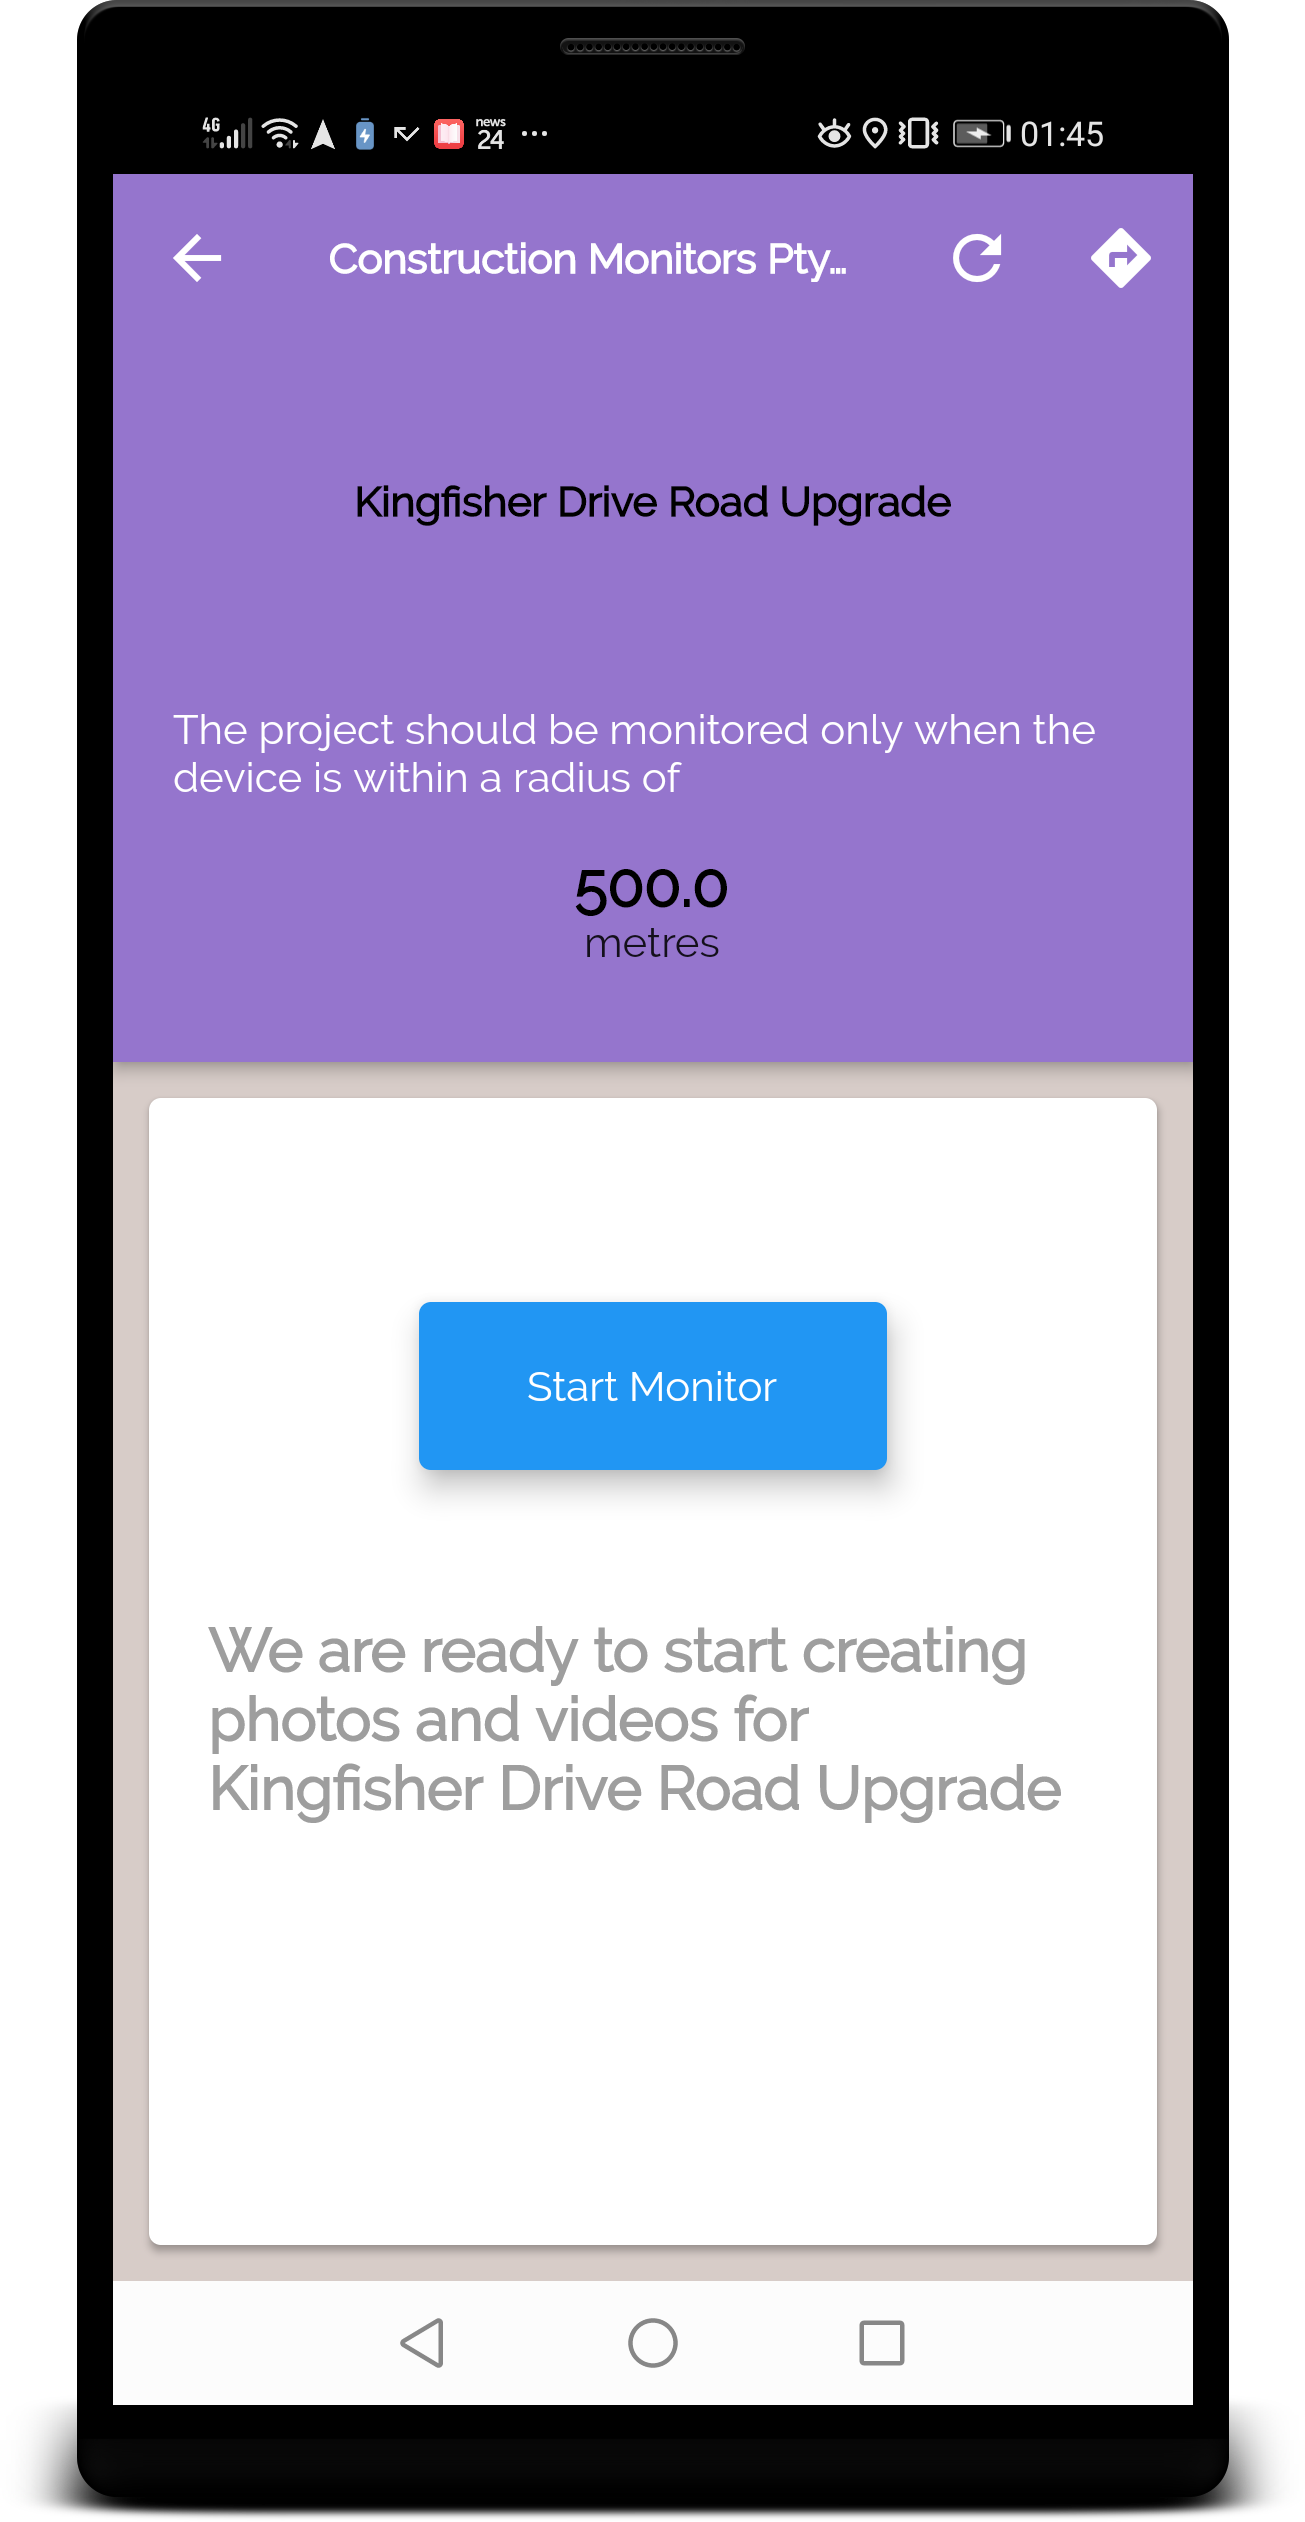 4G
news
24
01:45
Construction Monitors Pty...
Kingfisher Drive Road Upgrade
The project should be monitored only when the
device is within a radius of
500.0
metres
Start Monitor
We are ready to start creating
photos and videos for
Kingfisher Drive Road Upgrade